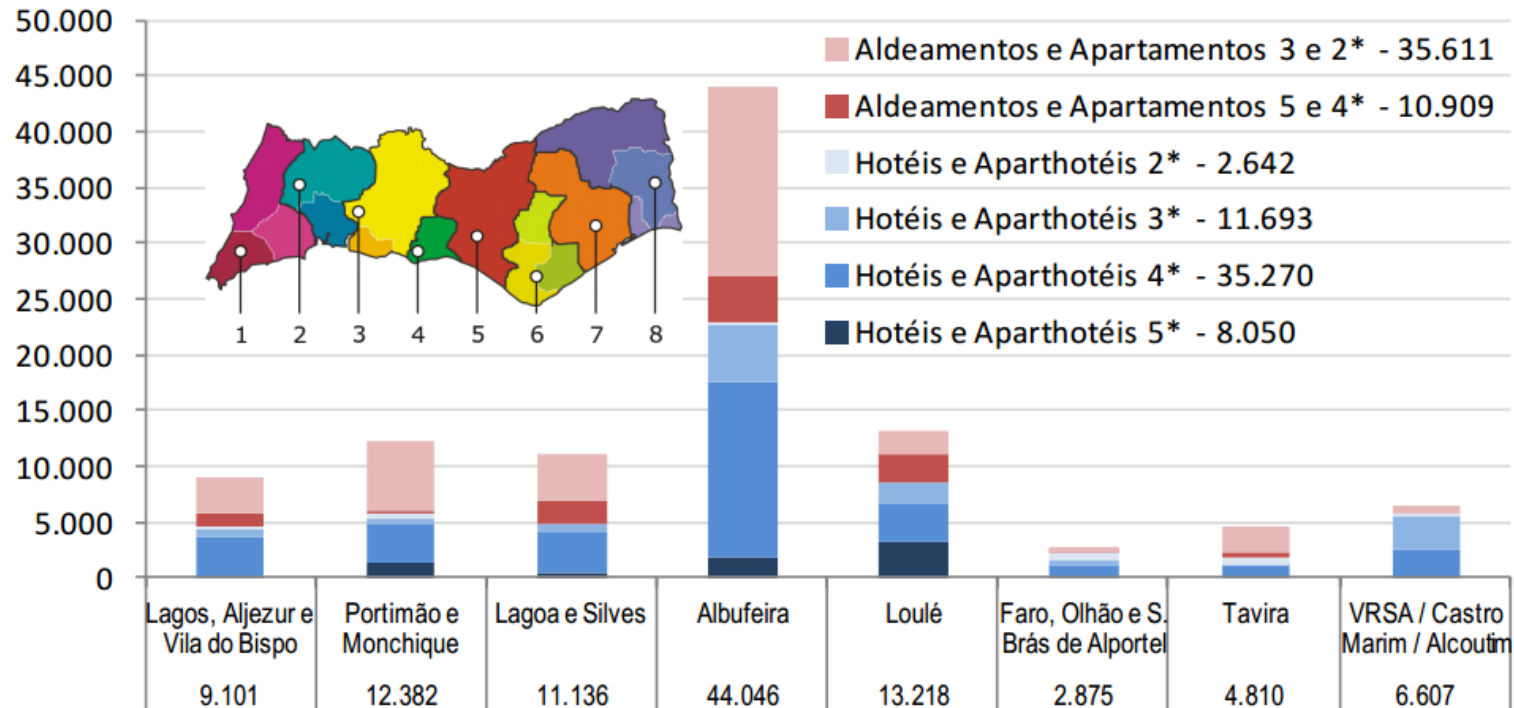 50.000
45.000
40.000
35.000
30.000
25.000
20.000
15.000
10.000
5.000
0
Aldeamentos e Apartamentos 3 e 2* - 35.611
Aldeamentos e Apartamentos 5 e 4* - 10.909
Hotéis e Aparthotéis 2* - 2.642
Hotéis e Aparthotéis 3* - 11.693
Hotéis e Aparthotéis 4* - 35.270
Hotéis e Aparthotéis 5* - 8.050
1 2 3 4 5 6 7 8
Lagos, Aljezur e
Vila do Bispo
9.101
Portimão e
Monchique
12.382
Lagoa e Silves
11.136
Albufeira
44.046
Loulé
13.218
Faro, Olhão e S.
Brás de Alportel
2.875
Tavira
4.810
VRSA / Castro
Marim / Alcoutim
6.607